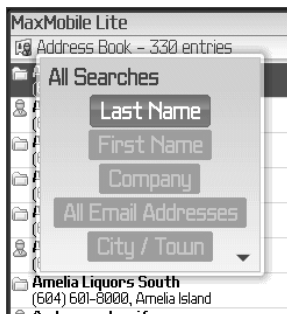 MaxMobile Lite
Address Book - 330 entries
All Searches
Last Name
First Name
Company
All Email Addresses
City / Town
Amelia Liquors South
(604) 601-8000, Amelia Island